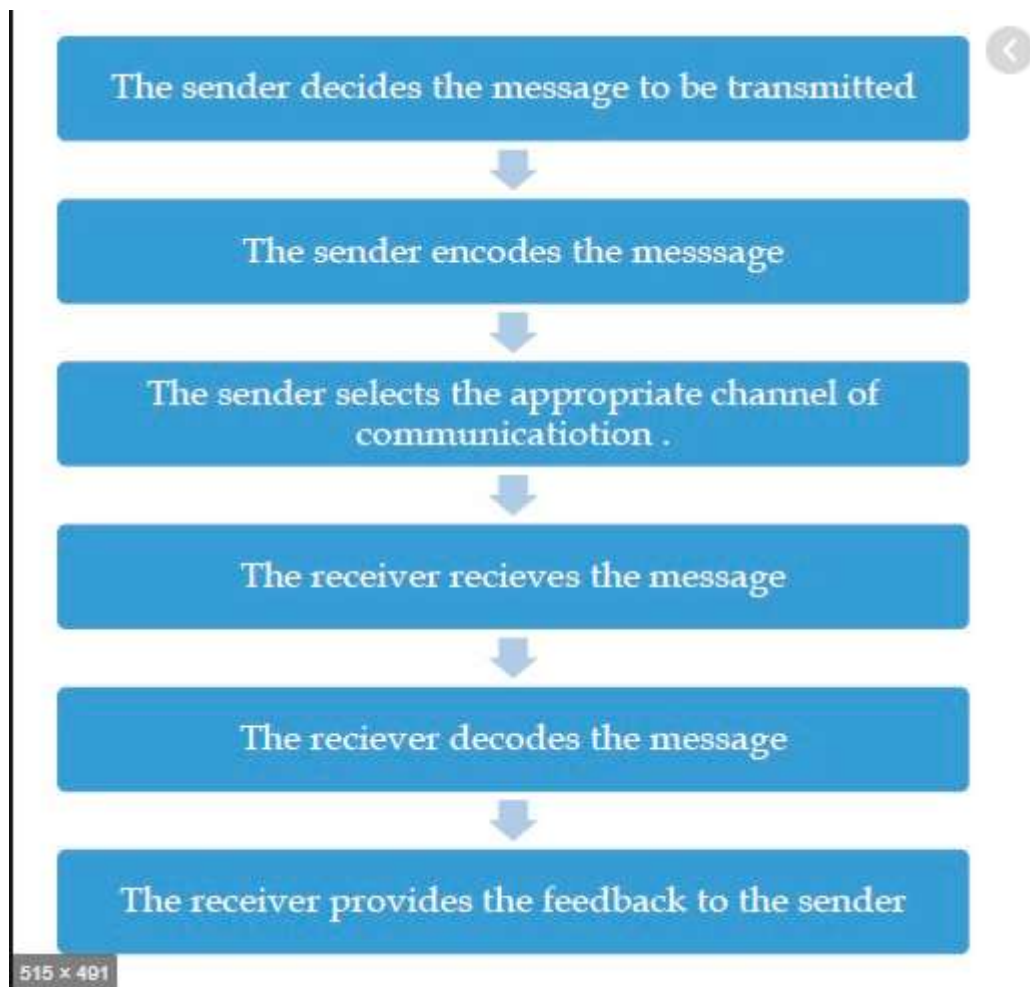 The sender decides the message to be transmitted
The sender encodes the messsage
The sender selects the appropriate channel of
communicatiotion .
The receiver recieves the message
The reciever decodes the message
The receiver provides the feedback to the sender
515 × 491